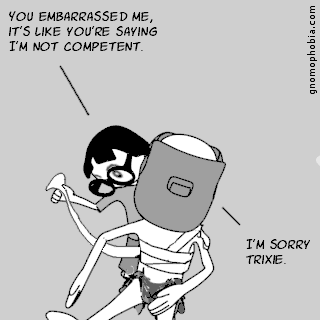 YOU EMBARRASSED ME,
IT'S LIKE YOU'RE SAYING
I'M NOT COMPETENT.
I'M SORRY
TRIXIE.
gnomophobia.com